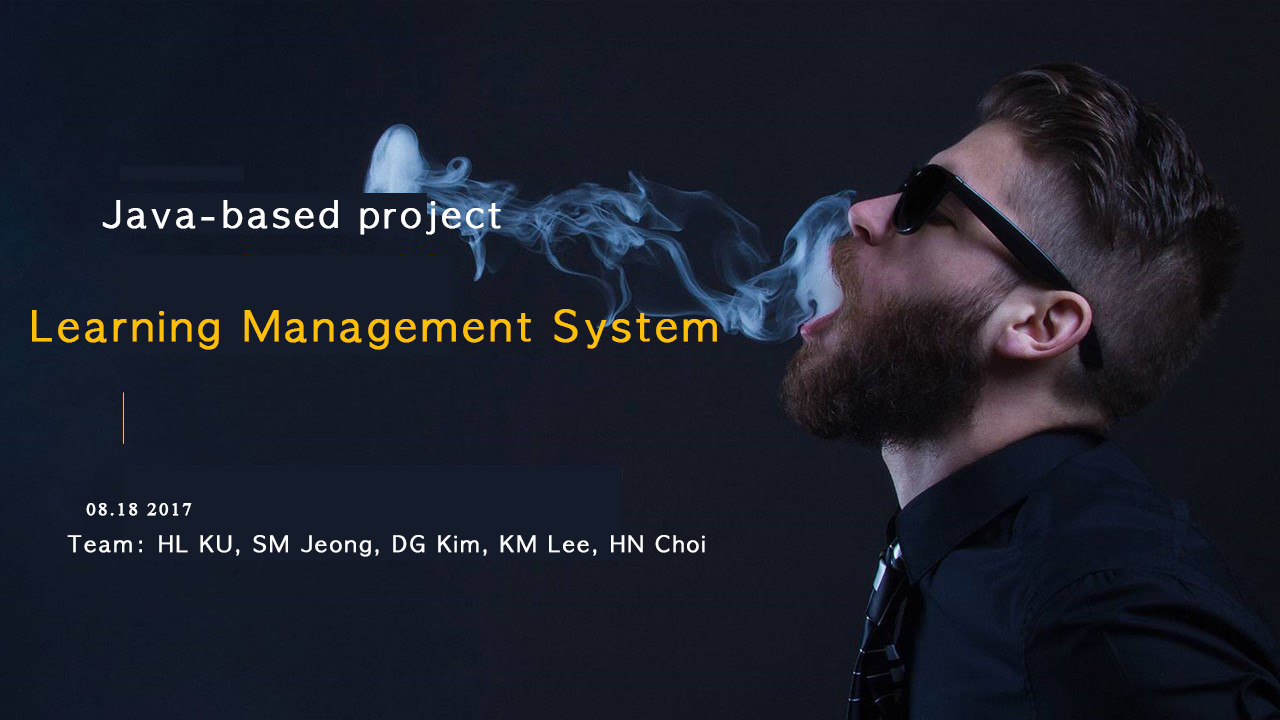 Java-based project
Learning Management System
08.18 2017
Team: HL KU, SM Jeong, DG Kim, KM Lee, HN Choi